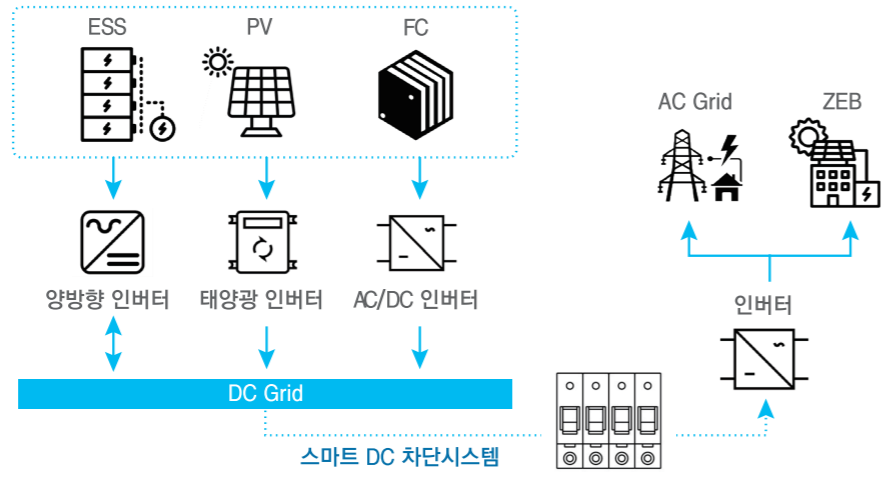 ESS
PV
FC
AC Grid
ZEB
양방향 인버터
태양광 인버터
AC/DC 인버터
인버터
DC Grid
스마트 DC 차단시스템